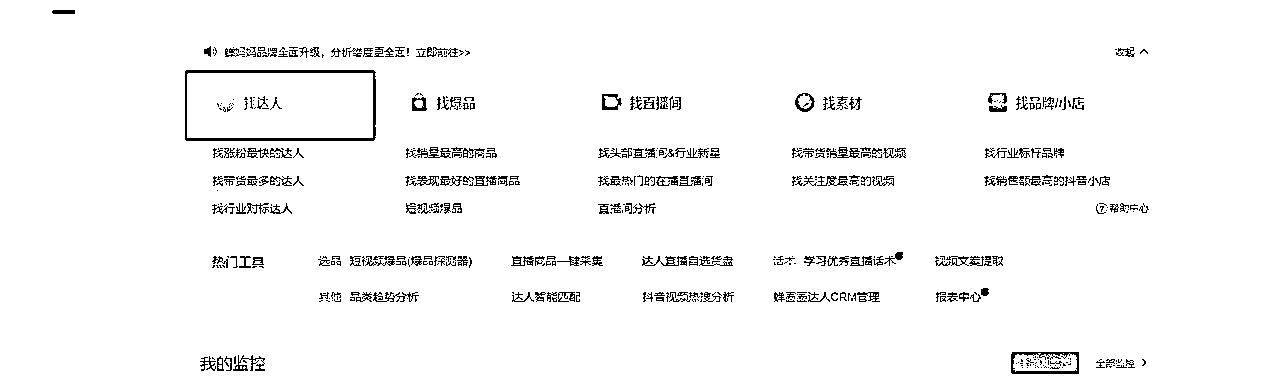 蝉妈妈品牌全面升级，分析维度更全面！立即前往>> 收起
找达人 找爆品 找直播间 找素材 找品牌/小店
找涨粉最快的达人 找销量最高的商品 找头部直播间&行业新星 找带货销量最高的视频 找行业标杆品牌
找带货最多的达人 找表现最好的直播商品 找最热门的在播直播间 找关注度最高的视频 找销售额最高的抖音小店
找行业对标达人 短视频爆品 直播间分析 帮助中心
热门工具 选品 短视频爆品(爆品探测器) 直播商品一键采集 达人直播自选货盘 话术 学习优秀直播话术 视频文案提取
其他 品类趋势分析 达人智能匹配 抖音视频热搜分析 蝉圈圈达人CRM管理 报表中心
我的监控 全部监控